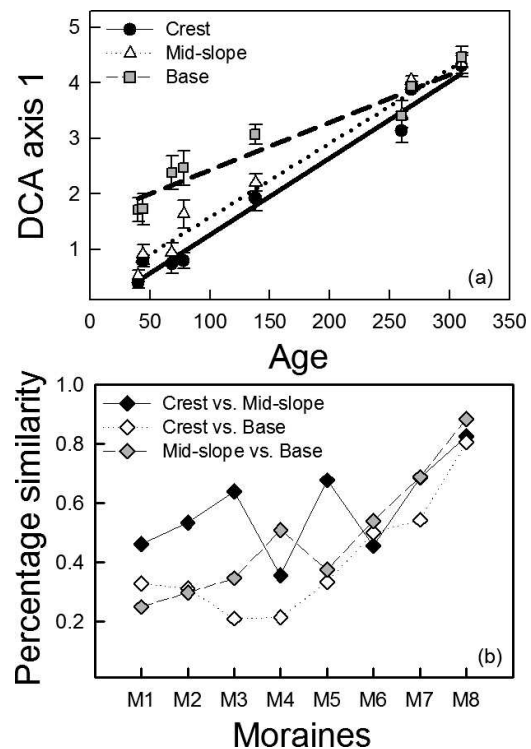 5
4
3
2
1
DCA axis 1
Crest
Mid-slope
Base
(a)
0 50 100 150 200 250 300 350
Age
1.0
0.8
0.6
0.4
0.2
Percentage similarity
Crest vs. Mid-slope
Crest vs. Base
Mid-slope vs. Base
(b)
M1 M2 M3 M4 M5 M6 M7 M8
Moraines